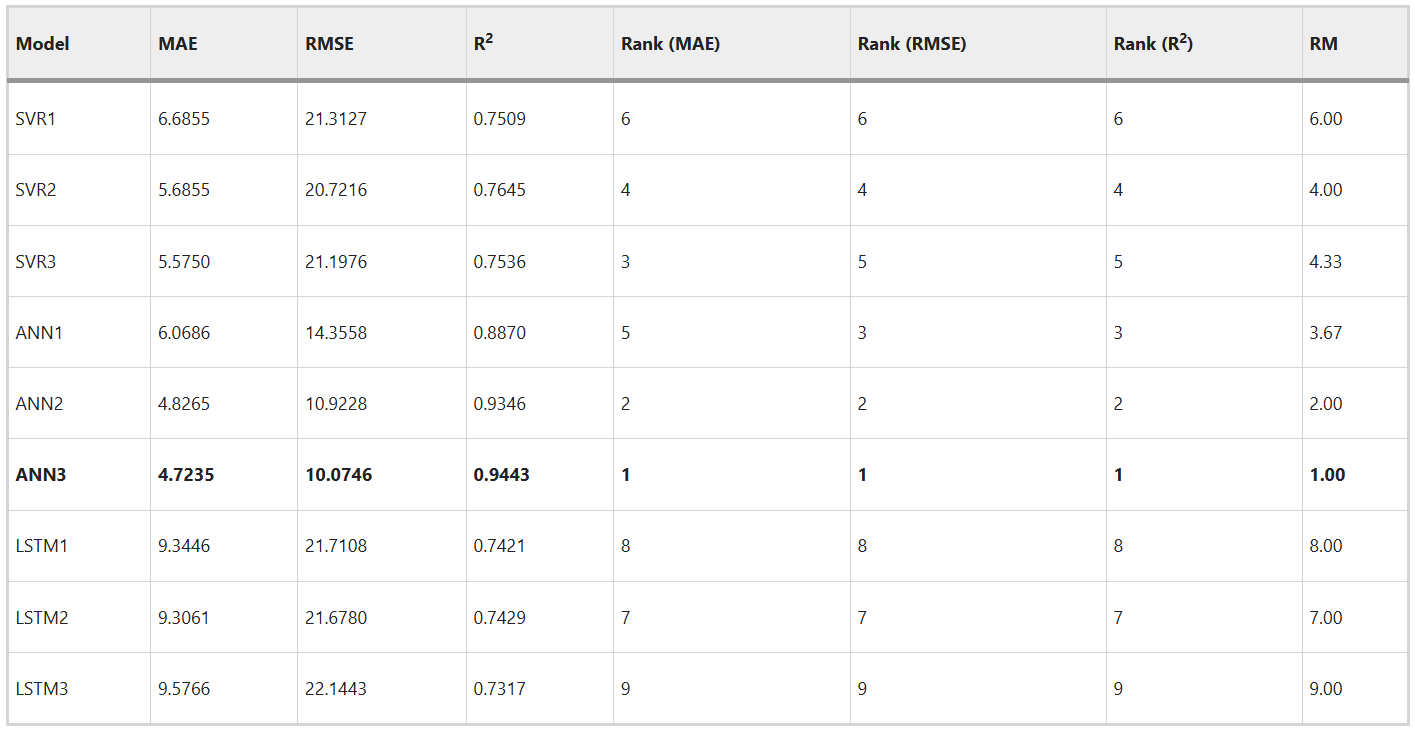 Model MAE RMSE R² Rank (MAE) Rank (RMSE) Rank (R²) RM
SVR1 6.6855 21.3127 0.7509 6 6 6 6.00
SVR2 5.6855 20.7216 0.7645 4 4 4 4.00
SVR3 5.5750 21.1976 0.7536 3 5 5 4.33
ANN1 6.0686 14.3558 0.8870 5 3 3 3.67
ANN2 4.8265 10.9228 0.9346 2 2 2 2.00
ANN3 4.7235 10.0746 0.9443 1 1 1 1.00
LSTM1 9.3446 21.7108 0.7421 8 8 8 8.00
LSTM2 9.3061 21.6780 0.7429 7 7 7 7.00
LSTM3 9.5766 22.1443 0.7317 9 9 9 9.00